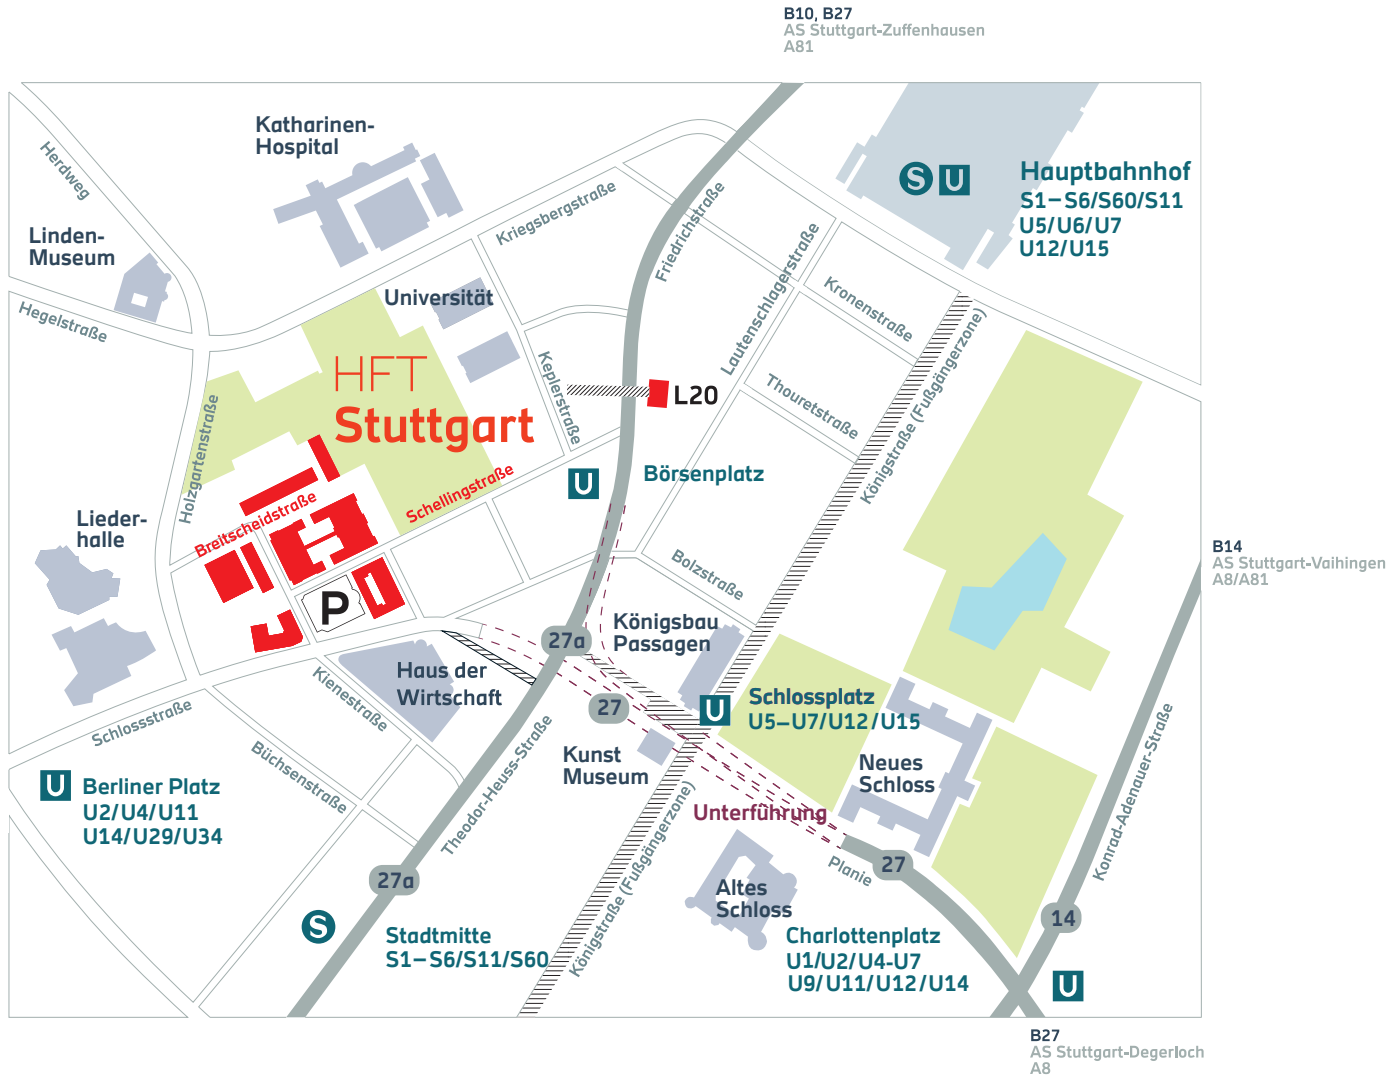 B10, B27
AS Stuttgart-Zuffenhausen
A81
Katharinen-
Hospital
Herdweg
Linden-
Museum
Hegelstraße
Kriegsbergstraße
Friedrichstraße
Hauptbahnhof
S U
S1–S6/S60/S11
U5/U6/U7
U12/U15
Universität
Lautenschlagerstraße
Kronenstraße
Königstraße (Fußgängerzone)
HFT
Stuttgart
Keplerstraße
L20
Thouretstraße
Holzgartenstraße
U
Börsenplatz
Schellingstraße
Breitscheidstraße
Lieder-
halle
P
Bolzstraße
B14
AS Stuttgart-Vaihingen
A8/A81
27a
Königsbau
Passagen
Haus der
Wirtschaft
Kienestraße
27
U
Schlossplatz
U5–U7/U12/U15
Schlossstraße
Büchsenstraße
Theodor-Heuss-Straße
Kunst
Museum
Neues
Schloss
Konrad-Adenauer-Straße
U
Berliner Platz
U2/U4/U11
U14/U29/U34
Unterführung
Planie
27
27a
Altes
Schloss
14
S
Stadtmitte
S1–S6/S11/S60
Königstraße (Fußgängerzone)
Charlottenplatz
U1/U2/U4-U7
U9/U11/U12/U14
U
B27
AS Stuttgart-Degerloch
A8